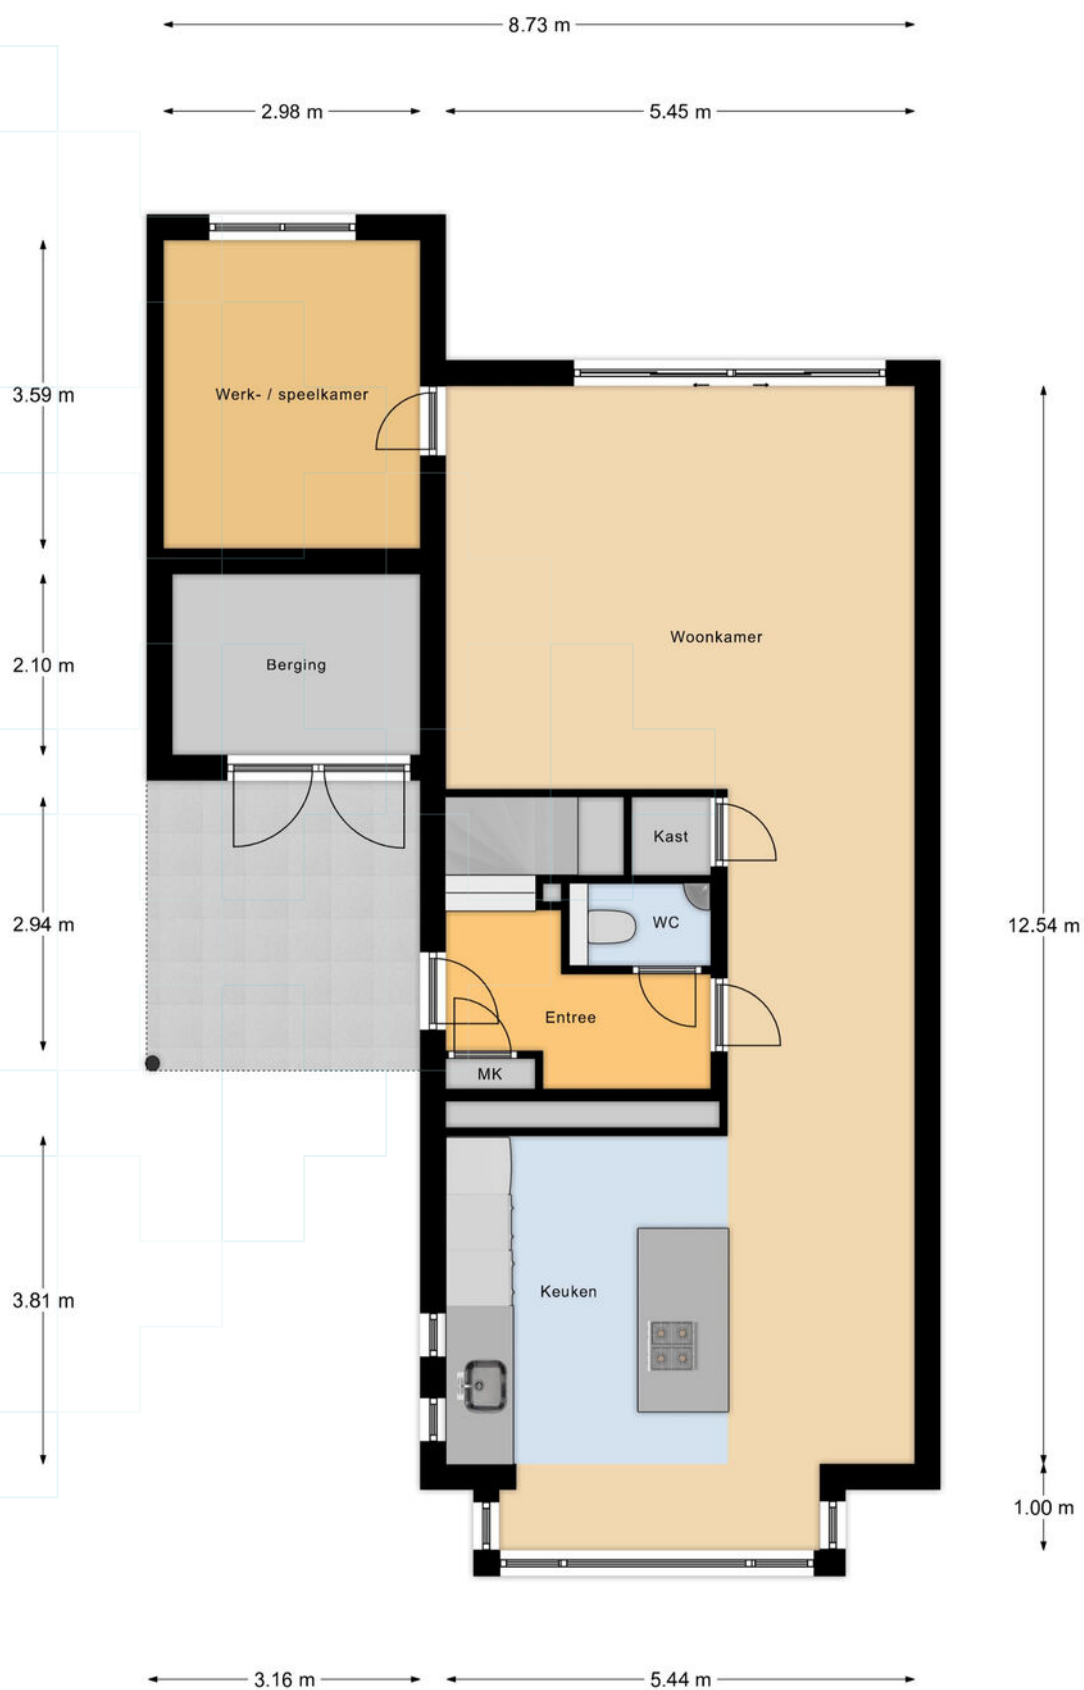 8.73 m
2.98 m
5.45 m
3.59 m
Werk- / speelkamer
Woonkamer
2.10 m
Berging
Kast
WC
2.94 m
12.54 m
Entree
MK
3.81 m
Keuken
1.00 m
3.16 m
5.44 m